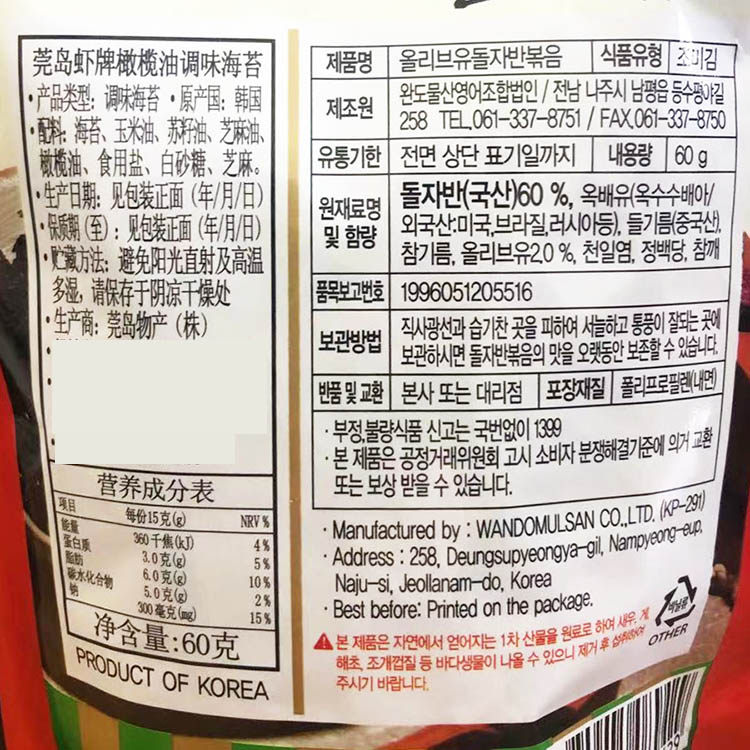 莞岛虾牌橄榄油调味海苔
·产品类型：调味海苔 ·原产国：韩国
·配料：海苔、玉米油、苏籽油、芝麻油、
橄榄油、食用盐、白砂糖、芝麻。
·生产日期：见包装正面（年/月/日）
·保质期（至）：见包装正面（年/月/日）
·贮藏方法：避免阳光直射及高温
多湿，请保存于阴凉干燥处
·生产商：莞岛物产（株）
营养成分表
项目 每份15克(g) NRV%
能量 360千焦(kJ) 4%
蛋白质 3.0克(g) 5%
脂肪 6.0克(g) 10%
碳水化合物 5.0克(g) 2%
钠 300毫克(mg) 15%
净含量:60克
PRODUCT OF KOREA
제품명 올리브유돌자반볶음 식품유형 조미김
제조원 완도물산영어조합법인 / 전남 나주시 남평읍 등수평야길
258 TEL.061-337-8751 / FAX.061-337-8750
유통기한 전면 상단 표기일까지 내용량 60 g
원재료명 및 함량 돌자반(국산)60 %, 옥배유(옥수수배아/
외국산:미국,브라질,러시아등), 들기름(중국산),
참기름, 올리브유2.0 %, 천일염, 정백당, 참깨
품목보고번호 1996051205516
보관방법 직사광선과 습기찬 곳을 피하여 서늘하고 통풍이 잘되는 곳에
보관하시면 돌자반볶음의 맛을 오랫동안 보존할 수 있습니다.
반품 및 교환 본사 또는 대리점 포장재질 폴리프로필렌(내면)
· 부정,불량식품 신고는 국번없이 1399
· 본 제품은 공정거래위원회 고시 소비자 분쟁해결기준에 의거 교환
또는 보상 받을 수 있습니다.
· Manufactured by : WANDOMULSAN CO.,LTD. (KP-291)
· Address : 258, Deungsupyeongya-gil, Nampyeong-eup,
Naju-si, Jeollanam-do, Korea
· Best before: Printed on the package.
비닐류
OTHER
본 제품은 자연에서 얻어지는 1차 산물을 원료로 하여 새우, 게,
해초, 조개껍질 등 바다생물이 나올 수 있으니 제거 후 섭취하여
주시기 바랍니다.